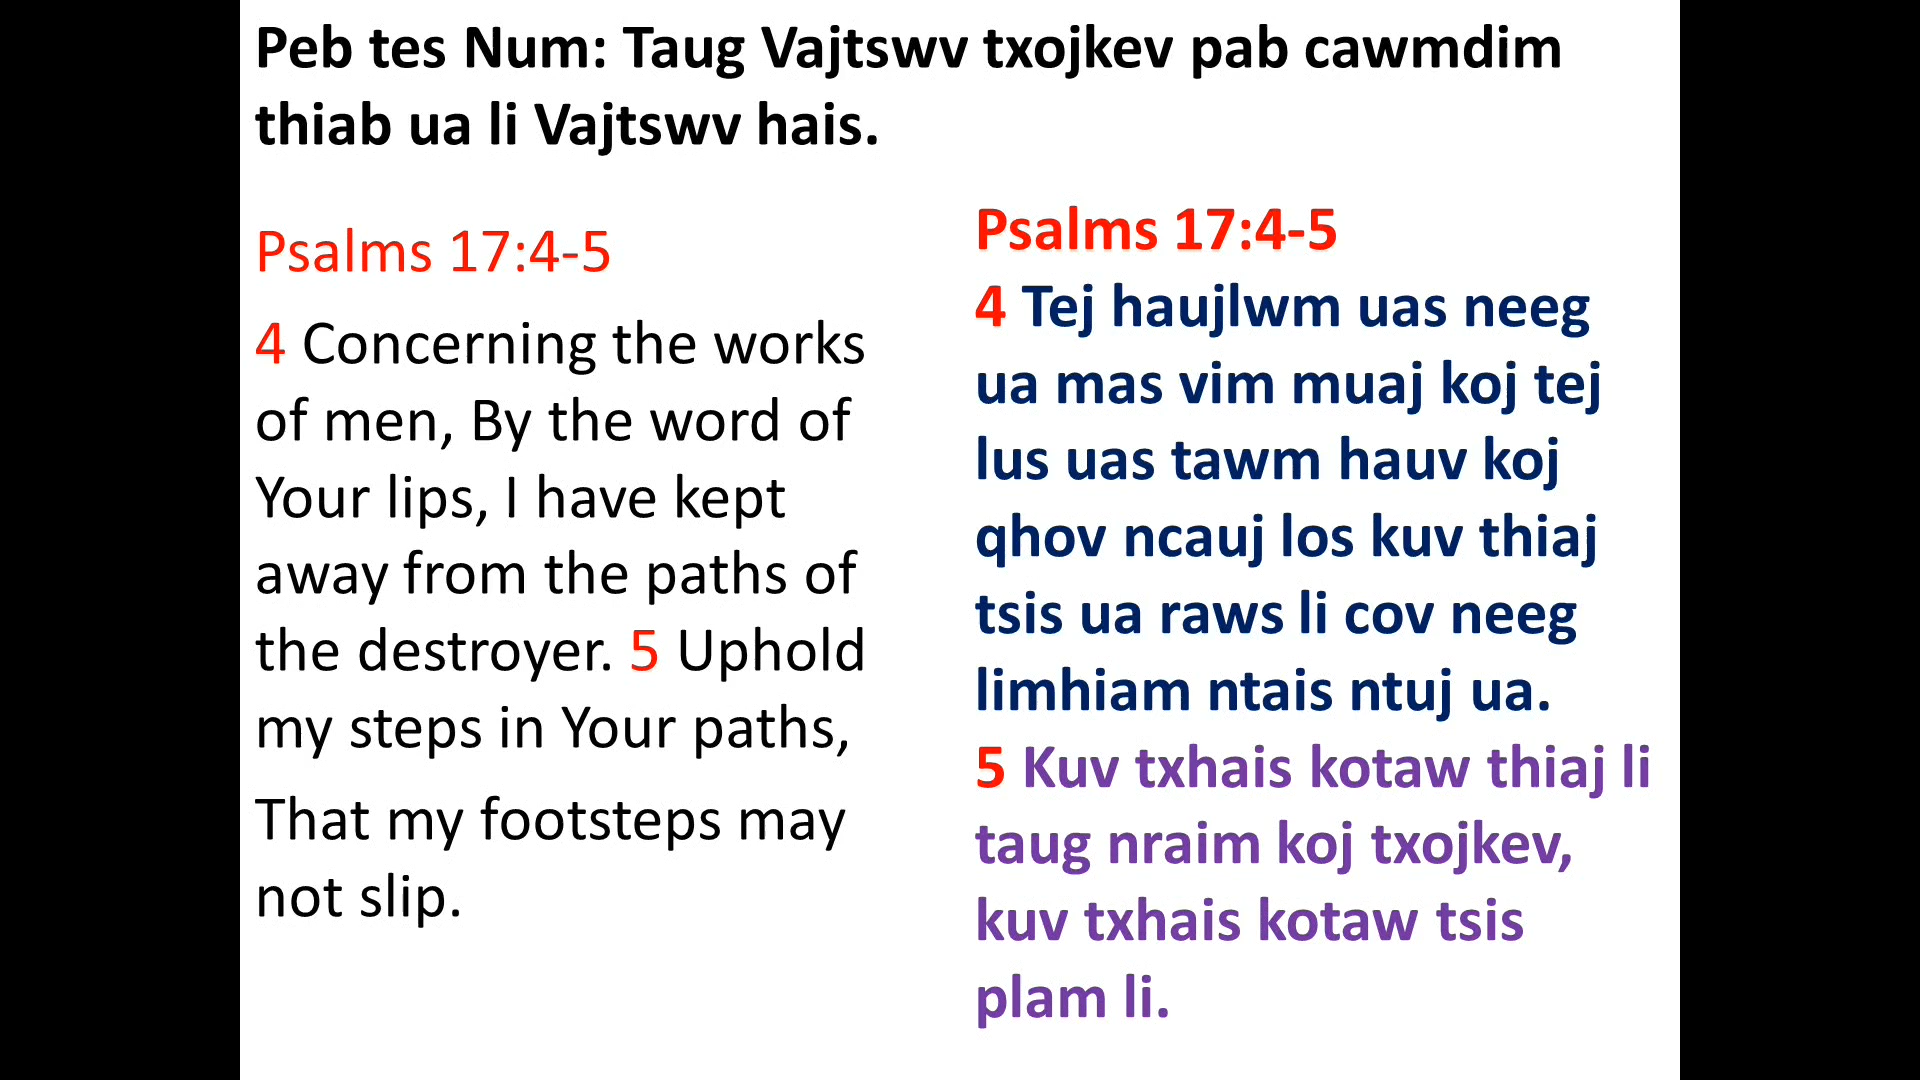 Peb tes Num: Taug Vajtswv txojkev pab cawmdim
thiab ua li Vajtswv hais.
Psalms 17:4-5
4 Concerning the works
of men, By the word of
Your lips, I have kept
away from the paths of
the destroyer. 5 Uphold
my steps in Your paths,
That my footsteps may
not slip.
Psalms 17:4-5
4 Tej haujlwm uas neeg
ua mas vim muaj koj tej
lus uas tawm hauv koj
qhov ncauj los kuv thiaj
tsis ua raws li cov neeg
limhiam ntais ntuj ua.
5 Kuv txhais kotaw thiaj li
taug nraim koj txojkev,
kuv txhais kotaw tsis
plam li.